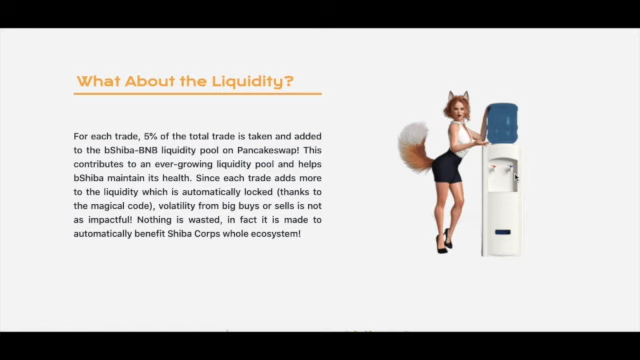 What About the Liquidity?
For each trade, 5% of the total trade is taken and added
to the bShiba-BNB liquidity pool on Pancakeswap! This
contributes to an ever-growing liquidity pool and helps
bShiba maintain its health. Since each trade adds more
to the liquidity which is automatically locked (thanks to
the magical code), volatility from big buys or sells is not
as impactful! Nothing is wasted, in fact it is made to
automatically benefit Shiba Corps whole ecosystem!